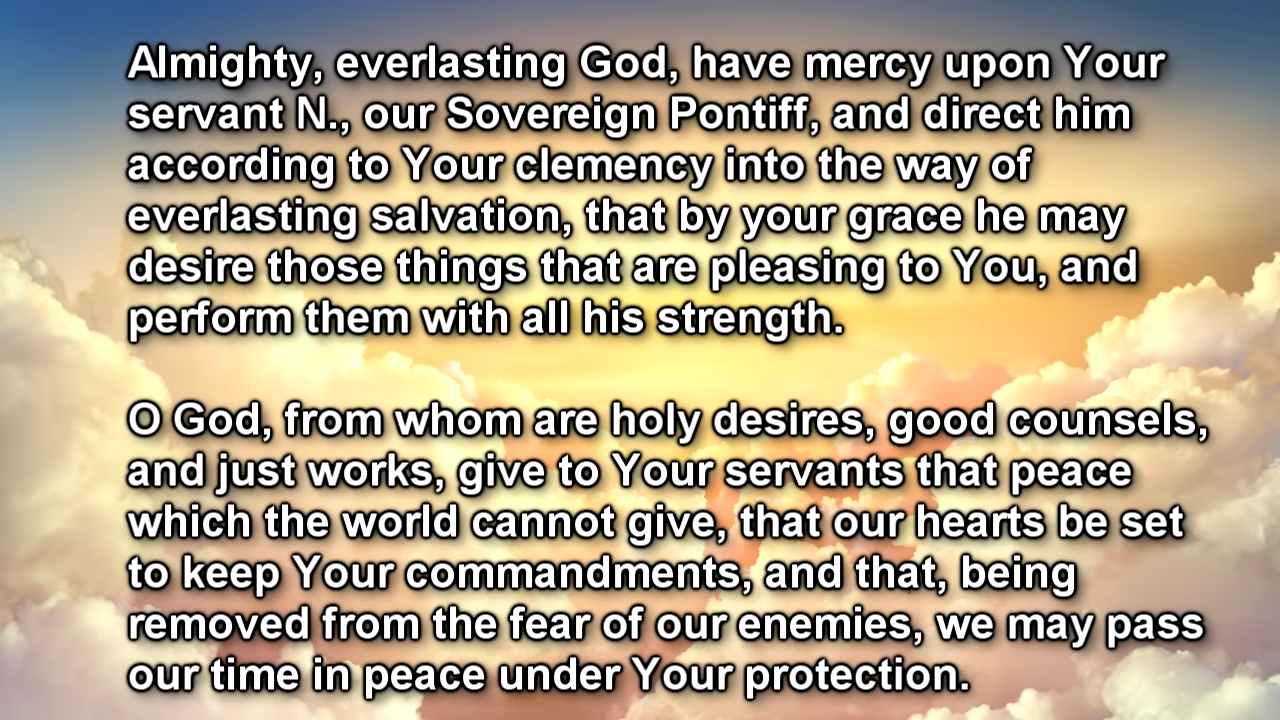 Almighty, everlasting God, have mercy upon Your
servant N., our Sovereign Pontiff, and direct him
according to Your clemency into the way of
everlasting salvation, that by your grace he may
desire those things that are pleasing to You, and
perform them with all his strength.
O God, from whom are holy desires, good counsels,
and just works, give to Your servants that peace
which the world cannot give, that our hearts be set
to keep Your commandments, and that, being
removed from the fear of our enemies, we may pass
our time in peace under Your protection.